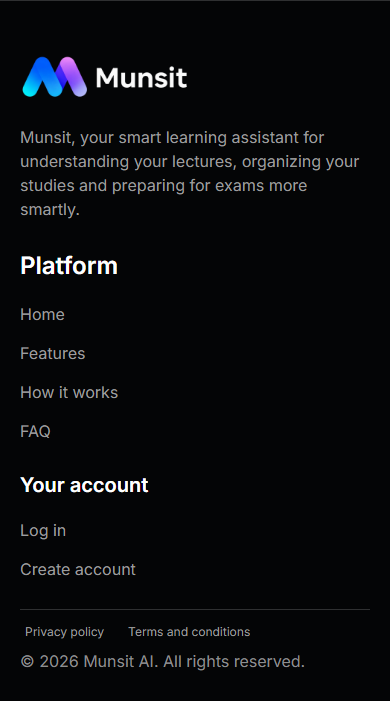 Munsit
Munsit, your smart learning assistant for
understanding your lectures, organizing your
studies and preparing for exams more
smartly.
Platform
Home
Features
How it works
FAQ
Your account
Log in
Create account
Privacy policy Terms and conditions
© 2026 Munsit AI. All rights reserved.